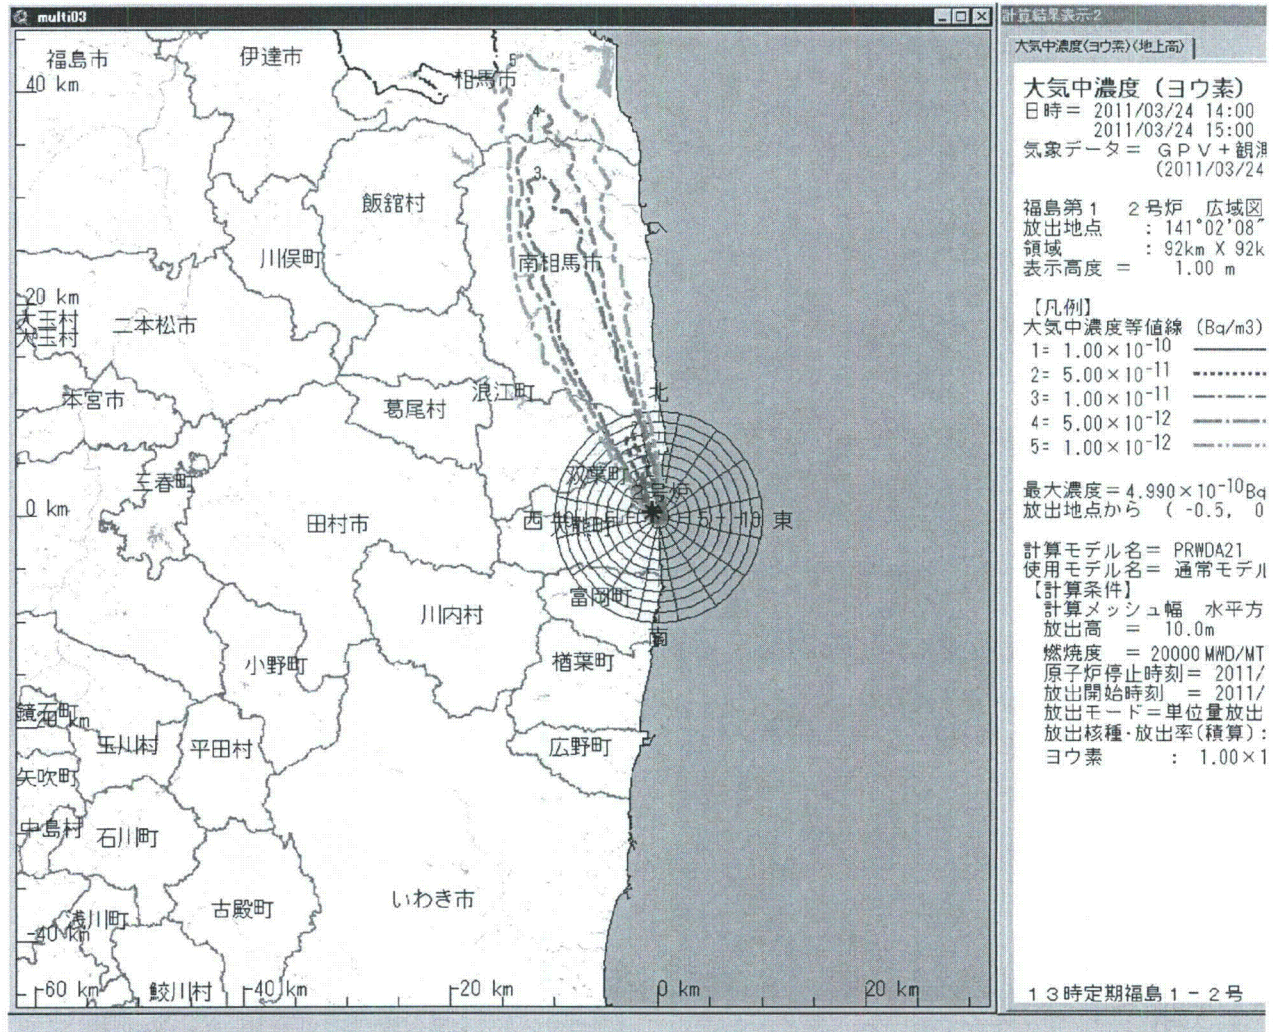 multi03
計算結果表示:2
福島市
伊達市
相馬市
5
40 km
4
3
飯舘村
川俣町
南相馬市
20 km
大玉村
大玉村
二本松市
浪江町
北
本宮市
葛尾村
三春町
双葉町
2号炉
0 km
田村市
西
5
10
東
富岡町
川内村
南
小野町
楢葉町
鏡石町
玉川村
平田村
広野町
矢吹町
中島村
石川町
浅川町
古殿町
いわき市
-40 km
-60 km
鮫川村
-40 km
-20 km
0 km
20 km
大気中濃度(ヨウ素)(地上高)
大気中濃度 (ヨウ素)
日時= 2011/03/24 14:00
2011/03/24 15:00
気象データ= GPV+観測
(2011/03/24
福島第1 2号炉 広域図
放出地点 : 141°02'08"
領域 : 92km X 92k
表示高度 = 1.00 m
【凡例】
大気中濃度等値線 (Bq/m3)
1= 1.00×10⁻¹⁰
2= 5.00×10⁻¹¹
3= 1.00×10⁻¹¹
4= 5.00×10⁻¹²
5= 1.00×10⁻¹²
最大濃度=4.990×10⁻¹⁰Bq
放出地点から ( -0.5, 0
計算モデル名= PRWDA21
使用モデル名= 通常モデル
【計算条件】
計算メッシュ幅 水平方
放出高 = 10.0m
燃焼度 = 20000MWD/MT
原子炉停止時刻= 2011/
放出開始時刻 = 2011/
放出モード=単位量放出
放出核種・放出率(積算):
ヨウ素 : 1.00×1
13時定期福島1-2号